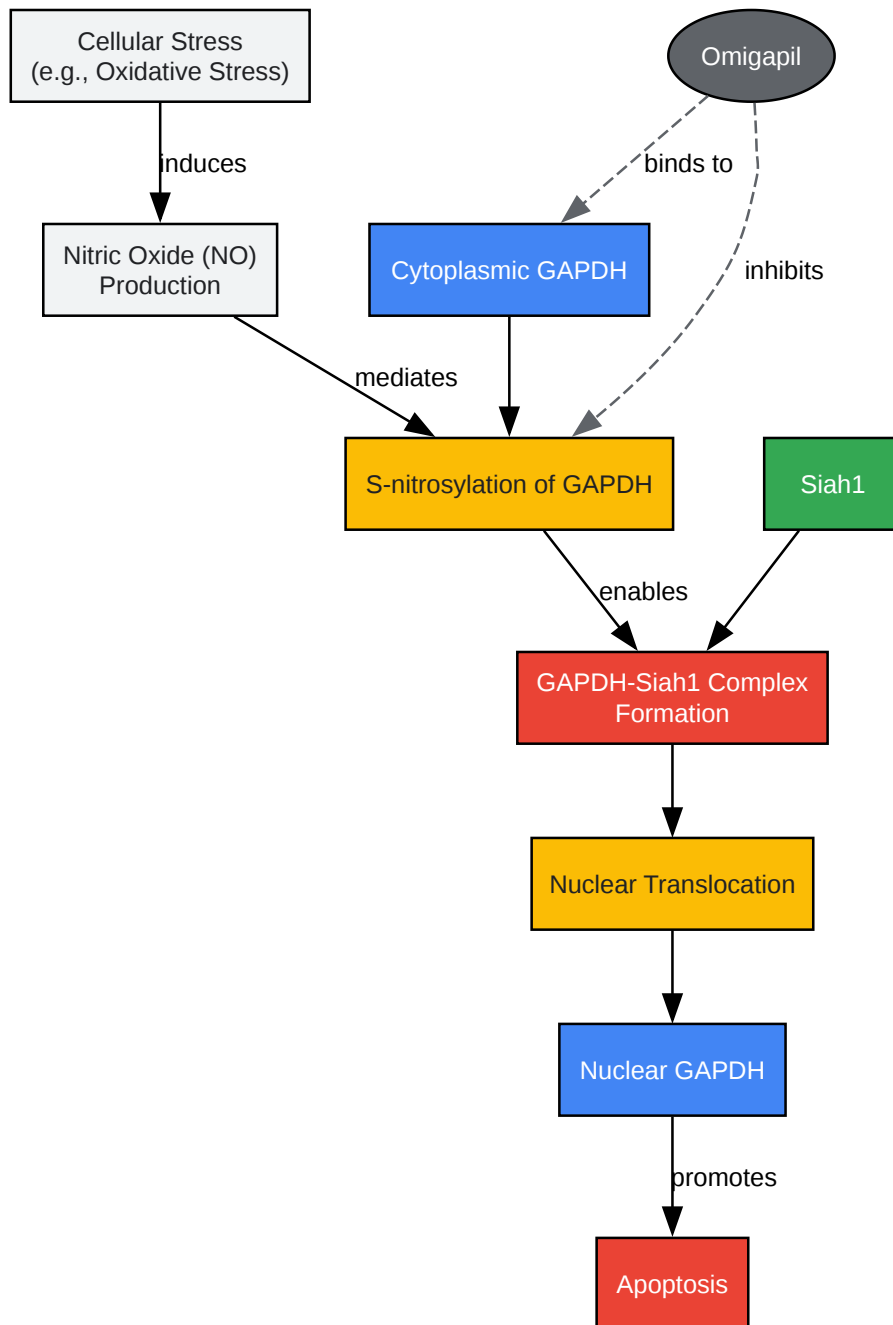 Cellular Stress
(e.g., Oxidative Stress)
Omigapil
induces
binds to
Nitric Oxide (NO)
Production
Cytoplasmic GAPDH
inhibits
mediates
S-nitrosylation of GAPDH
Siah1
enables
GAPDH-Siah1 Complex
Formation
Nuclear Translocation
Nuclear GAPDH
promotes
Apoptosis